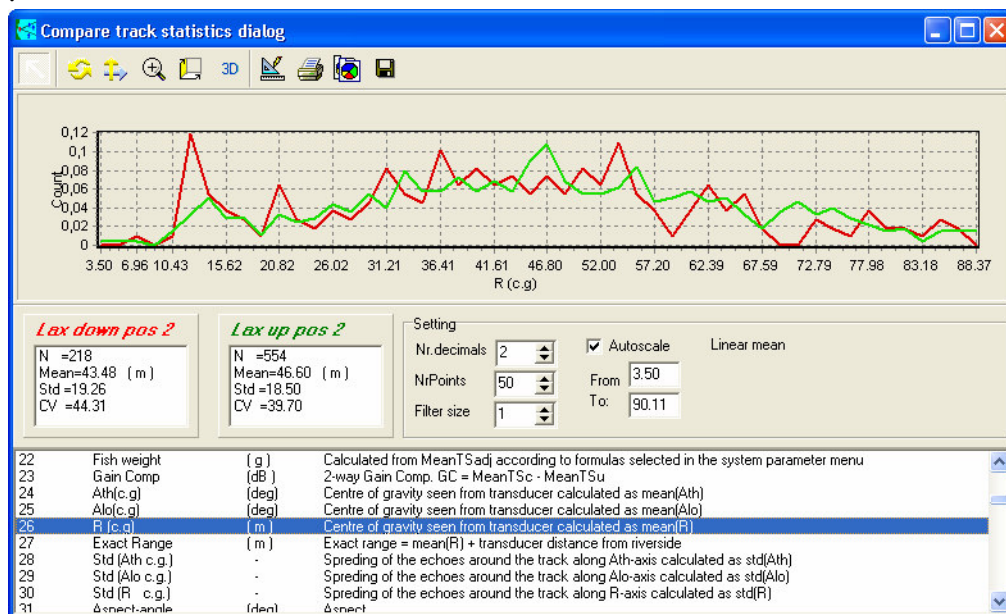 Compare track statistics dialog
3D
0,12
0,1
0,08
0,06
0,04
0,02
0
Count
3.50 6.96 10.43 15.62 20.82 26.02 31.21 36.41 41.61 46.80 52.00 57.20 62.39 67.59 72.79 77.98 83.18 88.37
R (c.g)
Lax down pos 2
N =218
Mean=43.48 ( m )
Std =19.26
CV =44.31
Lax up pos 2
N =554
Mean=46.60 ( m )
Std =18.50
CV =39.70
Setting
Nr.decimals 2
NrPoints 50
Filter size 1
Autoscale
From 3.50
To: 90.11
Linear mean
22 Fish weight ( g ) Calculated from MeanTSadj according to formulas selected in the system parameter menu
23 Gain Comp (dB ) 2-way Gain Comp. GC = MeanTSc - MeanTSu
24 Ath(c.g) (deg) Centre of gravity seen from transducer calculated as mean(Ath)
25 Alo(c.g) (deg) Centre of gravity seen from transducer calculated as mean(Alo)
26 R (c.g) ( m ) Centre of gravity seen from transducer calculated as mean(R)
27 Exact Range ( m ) Exact range = mean(R) + transducer distance from riverside
28 Std (Ath c.g.) - Spreding of the echoes around the track along Ath-axis calculated as std(Ath)
29 Std (Alo c.g.) - Spreding of the echoes around the track along Alo-axis calculated as std(Alo)
30 Std (R c.g.) - Spreding of the echoes around the track along R-axis calculated as std(R)
31 Aspect-angle (deg) Aspect